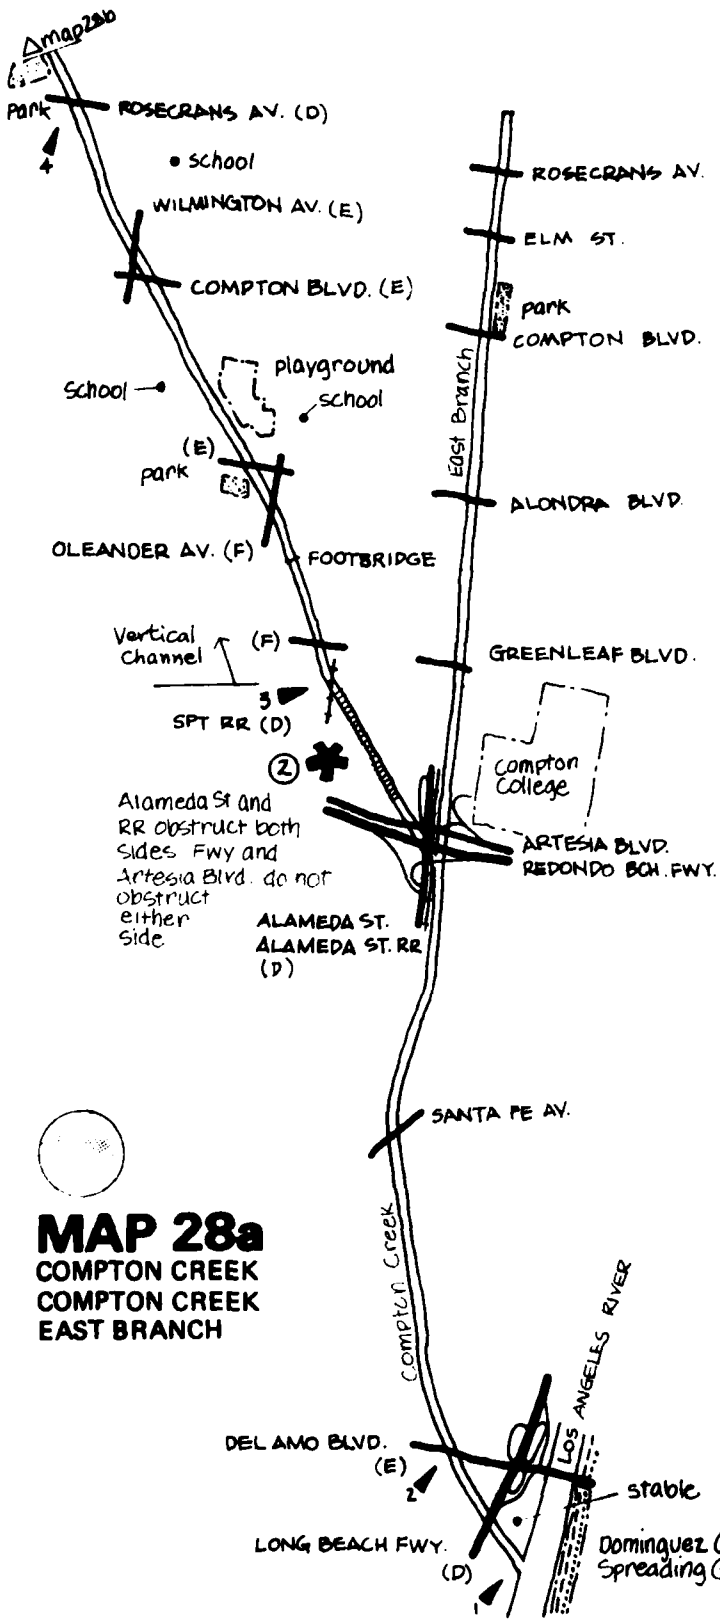 △map28b
park
ROSECRANS AV. (D)
4
school
ROSECRANS AV.
WILMINGTON AV. (E)
ELM ST.
COMPTON BLVD. (E)
park
COMPTON BLVD.
East Branch
playground
School
school
(E)
park
ALONDRA BLVD.
OLEANDER AV. (F)
FOOTBRIDGE
Vertical
Channel
(F)
GREENLEAF BLVD.
3
SPT RR (D)
2
Compton
College
Alameda St and
RR obstruct both
sides Fwy and
Artesia Blvd. do not
obstruct
either
side
ARTESIA BLVD.
REDONDO BCH. FWY.
ALAMEDA ST.
ALAMEDA ST. RR
(D)
SANTA FE AV.
MAP 28a
COMPTON CREEK
COMPTON CREEK
EAST BRANCH
Compton Creek
LOS ANGELES RIVER
DEL AMO BLVD.
(E)
2
stable
LONG BEACH FWY.
(D)
Dominguez
Spreading
1